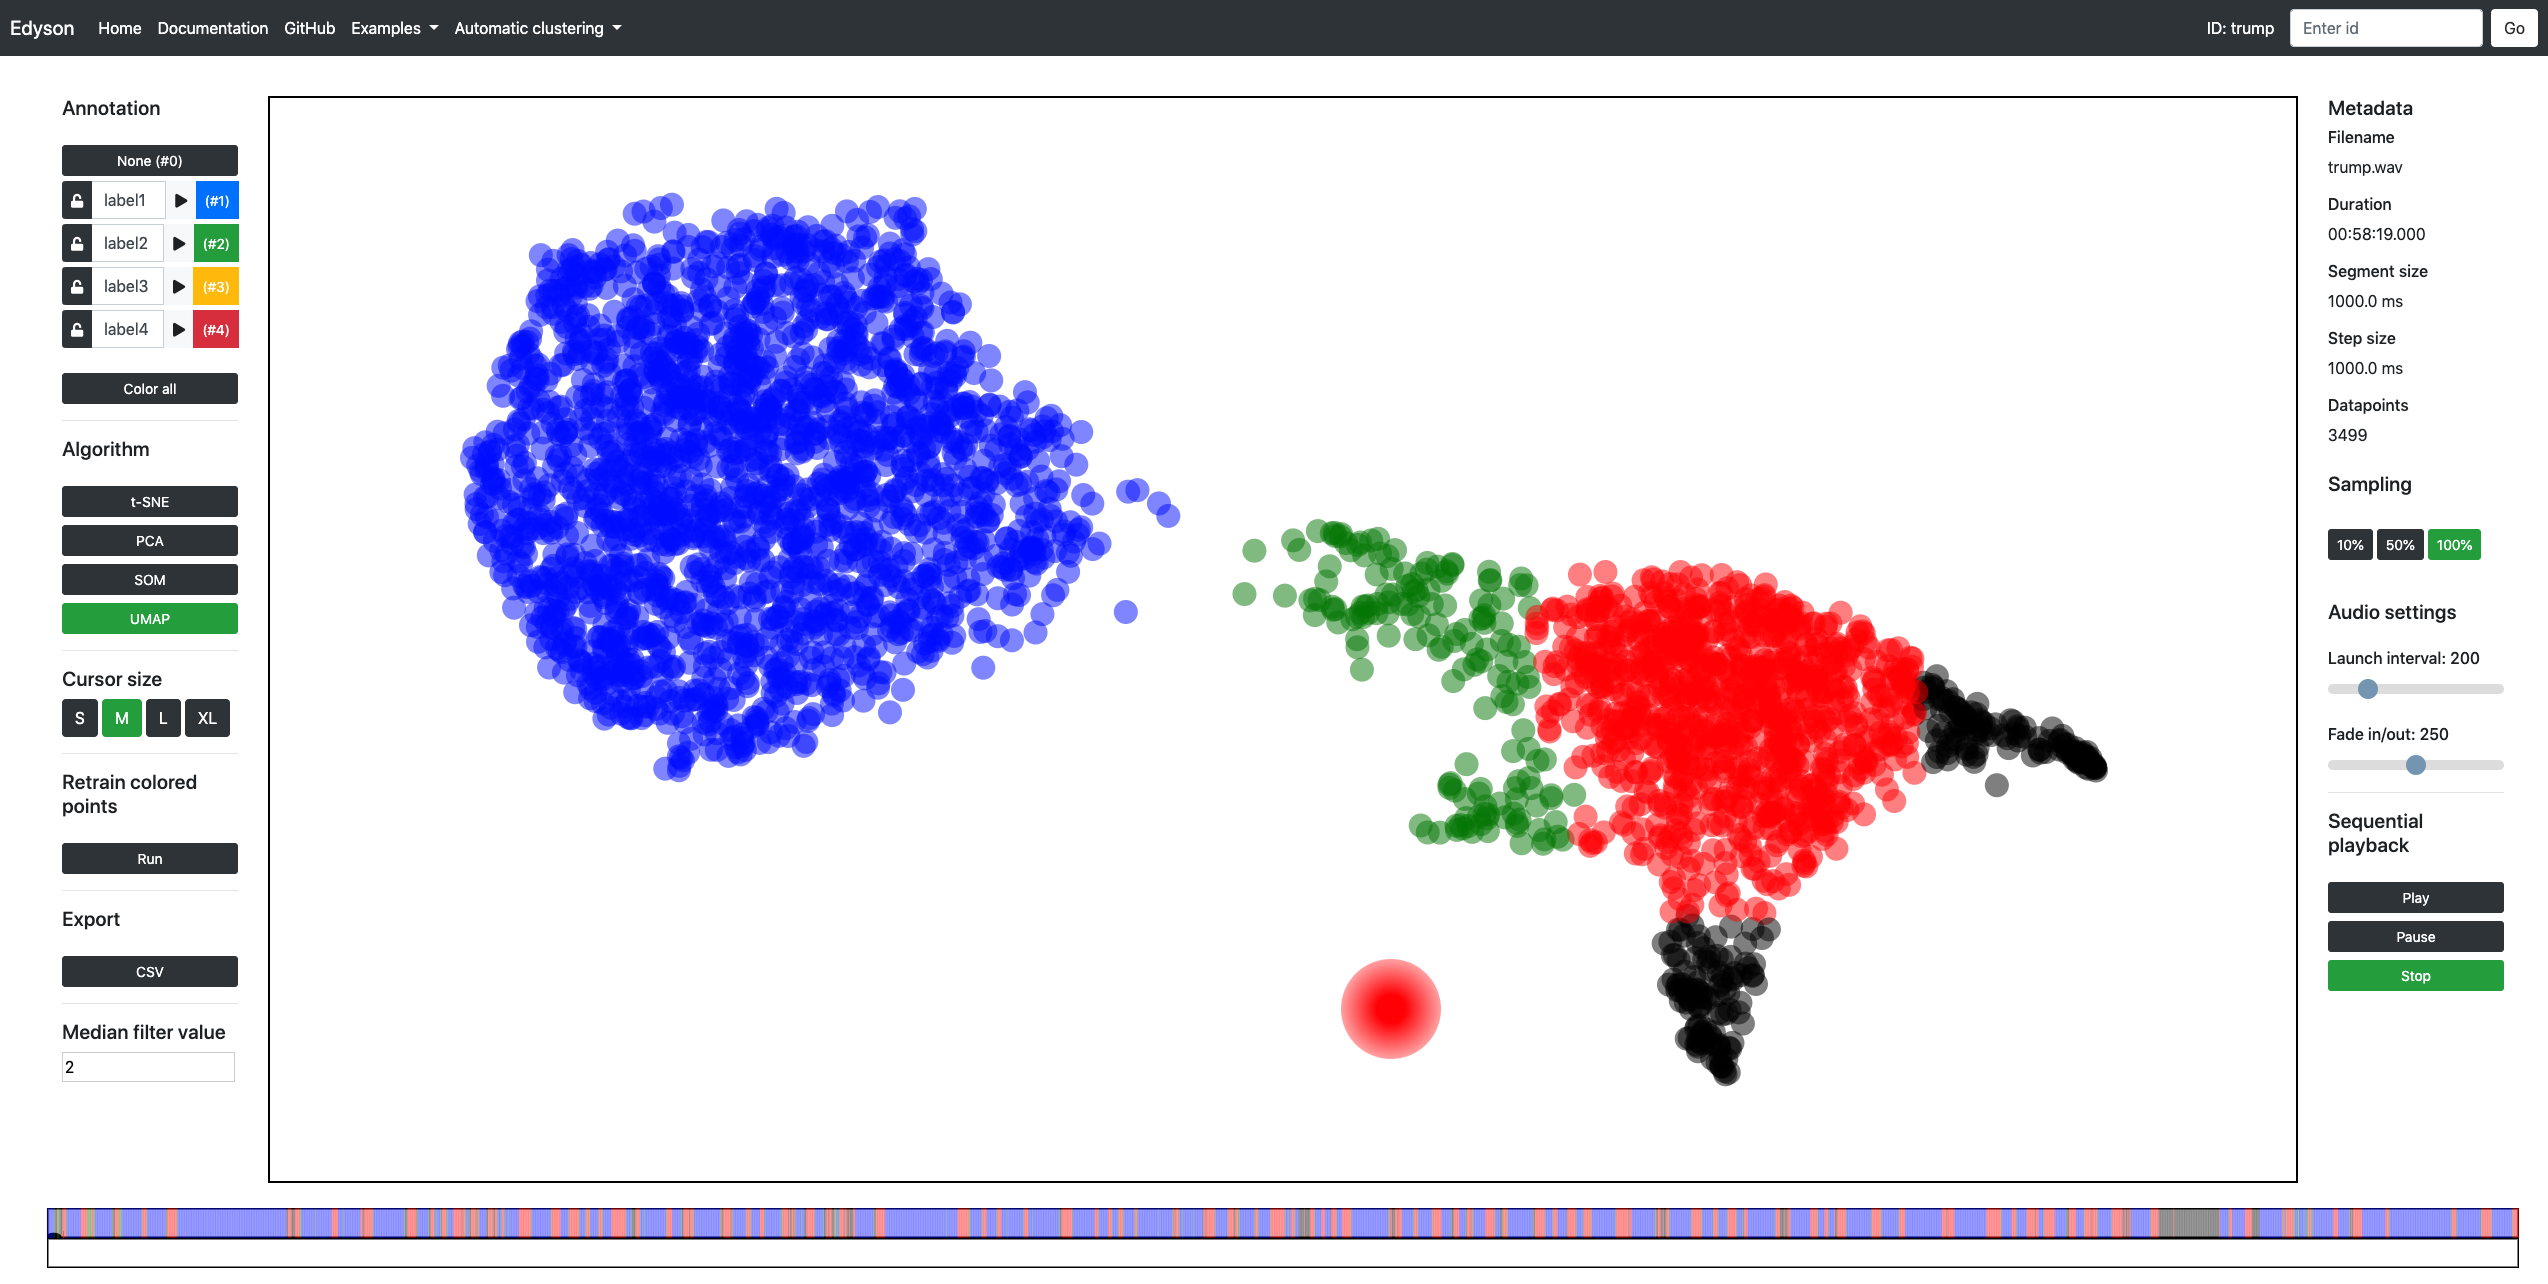 Edyson Home Documentation GitHub Examples Automatic clustering ID: trump Enter id Go
Annotation
None (#0)
label1 (#1)
label2 (#2)
label3 (#3)
label4 (#4)
Color all
Algorithm
t-SNE
PCA
SOM
UMAP
Cursor size
S M L XL
Retrain colored
points
Run
Export
CSV
Median filter value
2
Metadata
Filename
trump.wav
Duration
00:58:19.000
Segment size
1000.0 ms
Step size
1000.0 ms
Datapoints
3499
Sampling
10% 50% 100%
Audio settings
Launch interval: 200
Fade in/out: 250
Sequential
playback
Play
Pause
Stop